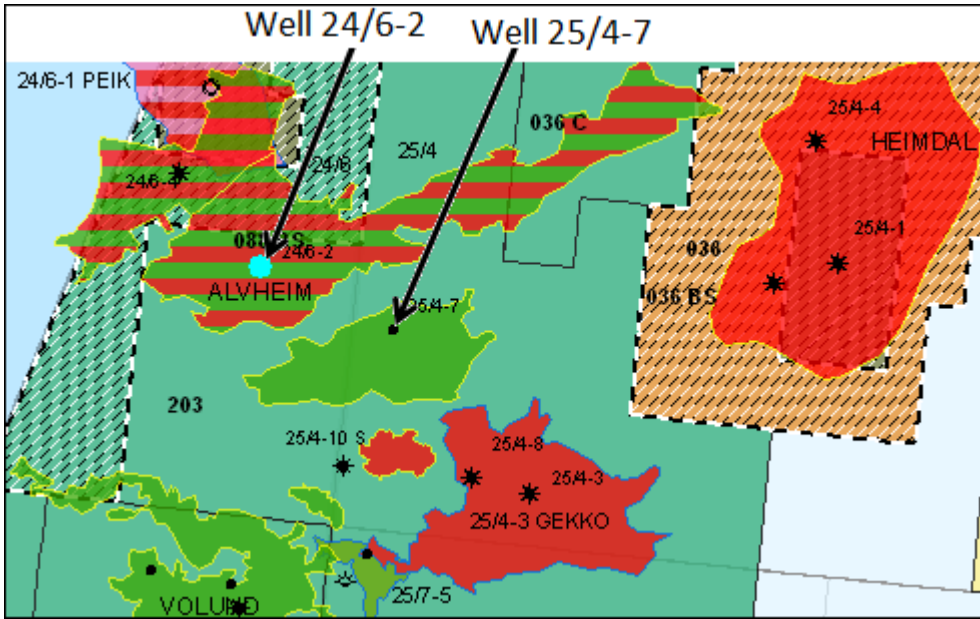 Well 24/6-2
Well 25/4-7
24/6-1 PEIK
036 C
25/4-4
HEIMDAL
24/6
25/4
24/6-4
25/4-1
24/6-2
036
ALVHEIM
036 BS
25/4-7
203
25/4-10 S
25/4-8
25/4-3
25/4-3 GEKKO
25/7-5
VOLUND